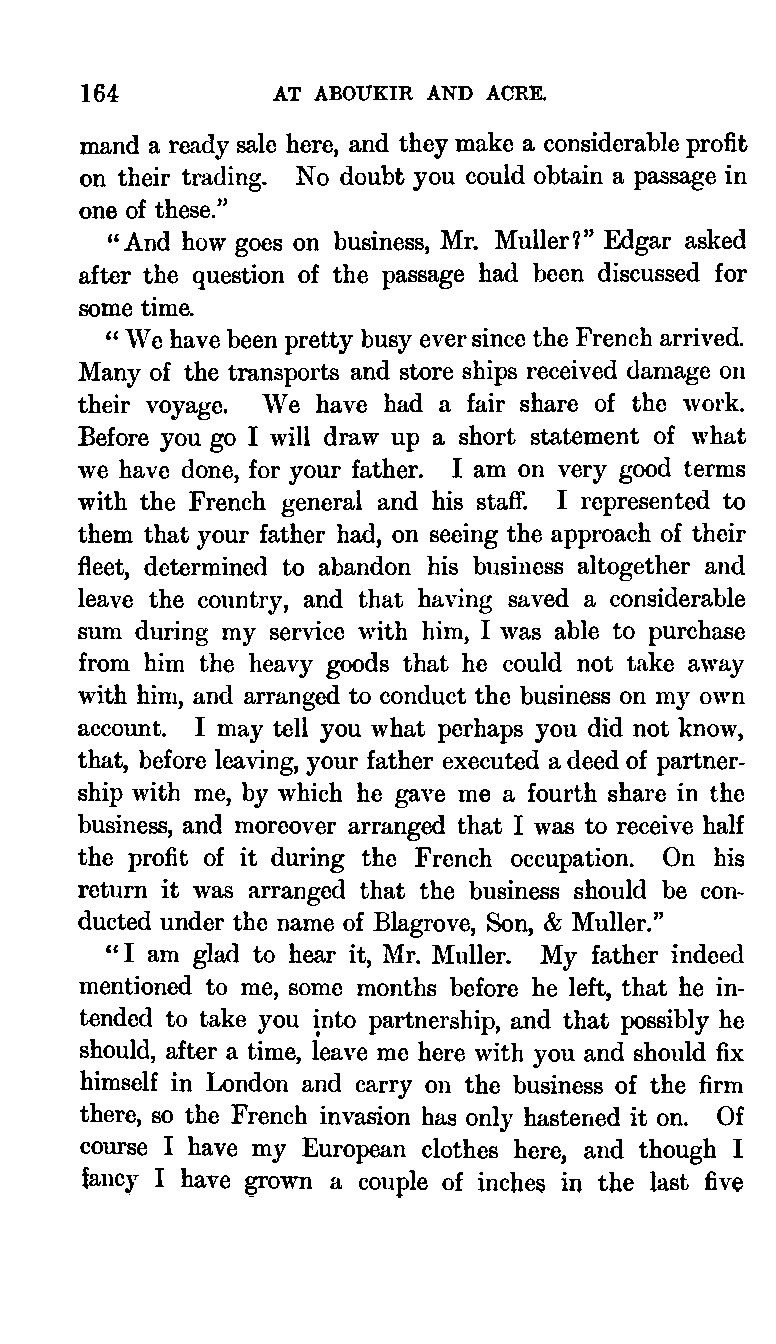 164 AT ABOUKIR AND ACRE.
mand a ready sale here, and they make a considerable profit
on their trading. No doubt you could obtain a passage in
one of these.”
“And how goes on business, Mr. Muller?” Edgar asked
after the question of the passage had been discussed for
some time.
“We have been pretty busy ever since the French arrived.
Many of the transports and store ships received damage on
their voyage. We have had a fair share of the work.
Before you go I will draw up a short statement of what
we have done, for your father. I am on very good terms
with the French general and his staff. I represented to
them that your father had, on seeing the approach of their
fleet, determined to abandon his business altogether and
leave the country, and that having saved a considerable
sum during my service with him, I was able to purchase
from him the heavy goods that he could not take away
with him, and arranged to conduct the business on my own
account. I may tell you what perhaps you did not know,
that, before leaving, your father executed a deed of partner-
ship with me, by which he gave me a fourth share in the
business, and moreover arranged that I was to receive half
the profit of it during the French occupation. On his
return it was arranged that the business should be con-
ducted under the name of Blagrove, Son, & Muller.”
“I am glad to hear it, Mr. Muller. My father indeed
mentioned to me, some months before he left, that he in-
tended to take you into partnership, and that possibly he
should, after a time, leave me here with you and should fix
himself in London and carry on the business of the firm
there, so the French invasion has only hastened it on. Of
course I have my European clothes here, and though I
fancy I have grown a couple of inches in the last five